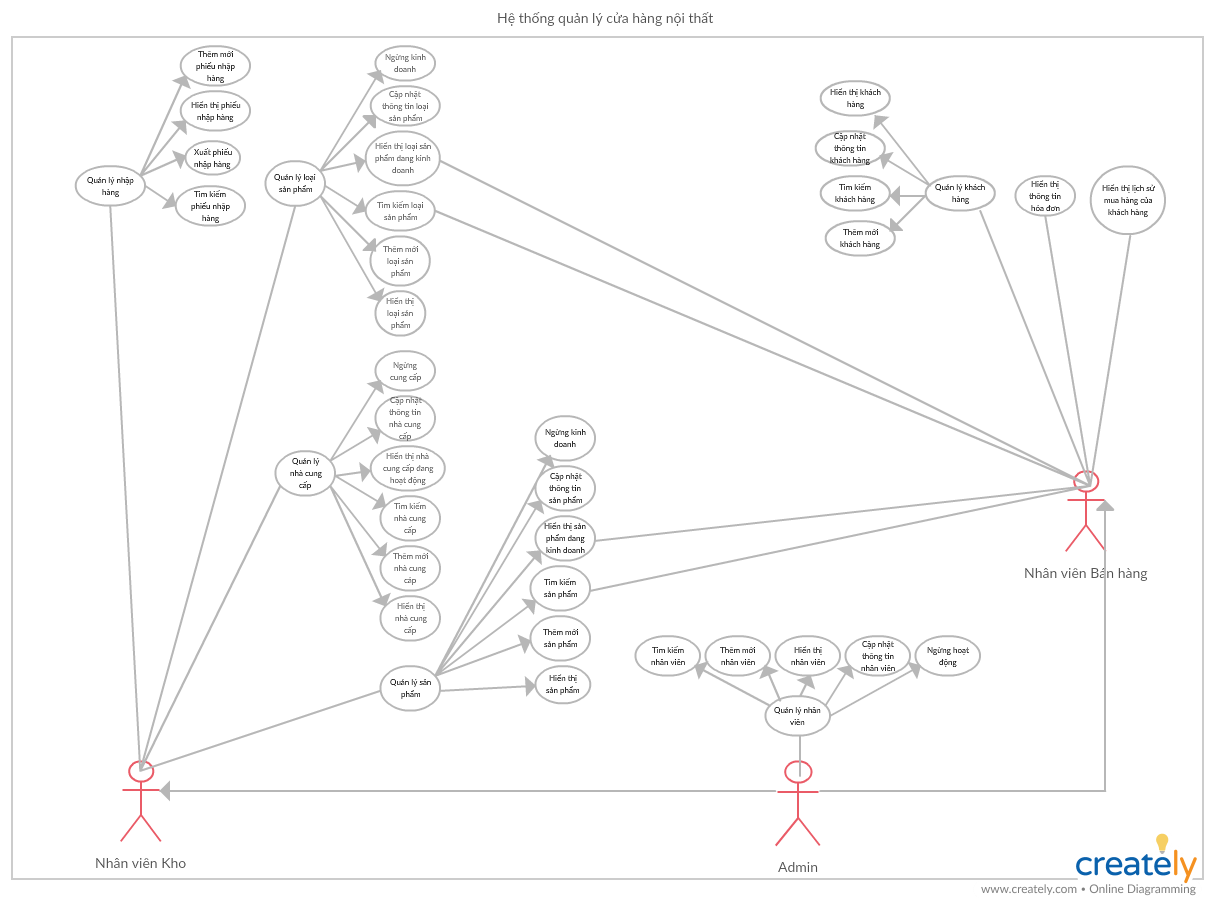 Hệ thống quản lý cửa hàng nội thất
Thêm mới
phiếu nhập
hàng
Hiển thị phiếu
nhập hàng
Xuất phiếu
nhập hàng
Tìm kiếm
phiếu nhập
hàng
Quản lý nhập
hàng
Ngừng kinh
doanh
Cập nhật
thông tin loại
sản phẩm
Hiển thị loại sản
phẩm đang kinh
doanh
Tìm kiếm loại
sản phẩm
Thêm mới
loại sản
phẩm
Hiển thị
loại sản
phẩm
Quản lý loại
sản phẩm
Hiển thị khách
hàng
Cập nhật
thông tin
khách hàng
Tìm kiếm
khách hàng
Thêm mới
khách hàng
Quản lý khách
hàng
Hiển thị
thông tin
hóa đơn
Hiển thị lịch sử
mua hàng của
khách hàng
Ngừng
cung cấp
Cập nhật
thông tin
nhà cung
cấp
Hiển thị nhà
cung cấp đang
hoạt động
Tìm kiếm
nhà cung
cấp
Thêm mới
nhà cung
cáp
Hiển thị
nhà cung
cấp
Quản lý
nhà cung
cấp
Ngừng kinh
doanh
Cập nhật
thông tin
sản phẩm
Hiển thị sản
phẩm đang
kinh doanh
Tìm kiếm
sản phẩm
Thêm mới
sản phẩm
Hiển thị
sản phẩm
Quản lý sản
phẩm
Nhân viên Bán hàng
Tìm kiếm
nhân viên
Thêm mới
nhân viên
Hiển thị
nhân viên
Cập nhật
thông tin
nhân viên
Ngừng hoạt
động
Quản lý nhân
viên
Nhân viên Kho
Admin
creately
www.creately.com • Online Diagramming